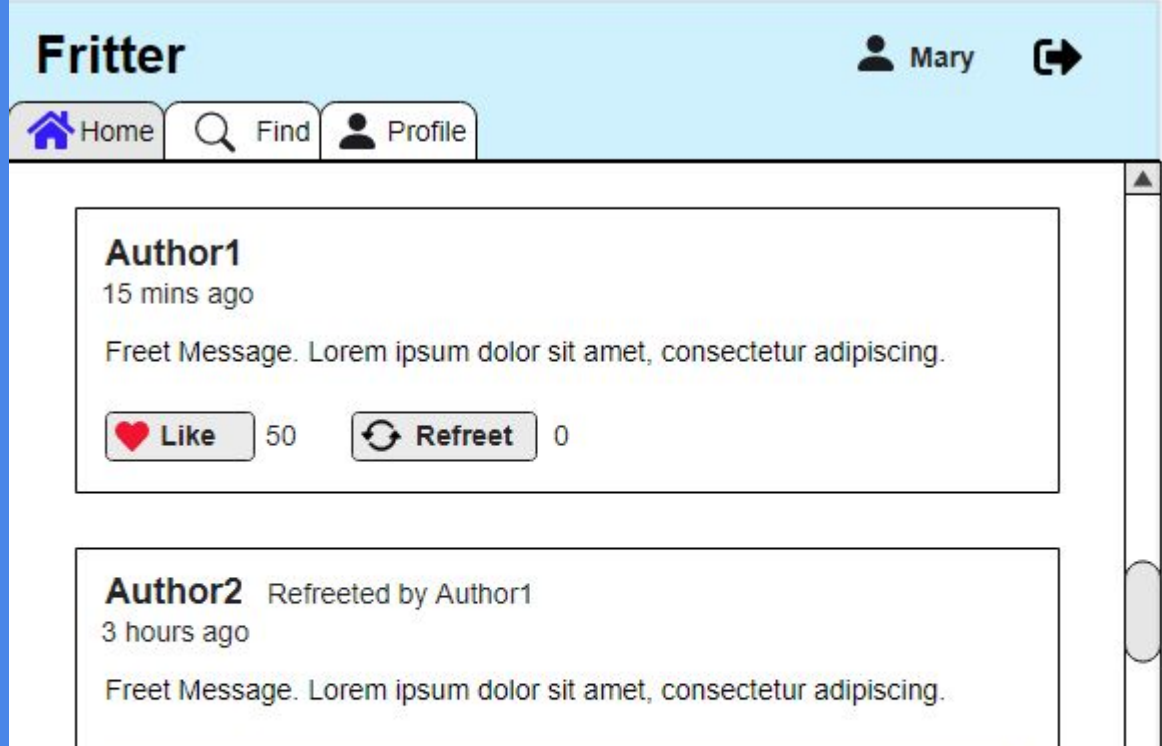 Fritter
Mary
Home Find Profile
Author1
15 mins ago
Freet Message. Lorem ipsum dolor sit amet, consectetur adipiscing.
Like 50 Refreet 0
Author2 Refreeted by Author1
3 hours ago
Freet Message. Lorem ipsum dolor sit amet, consectetur adipiscing.